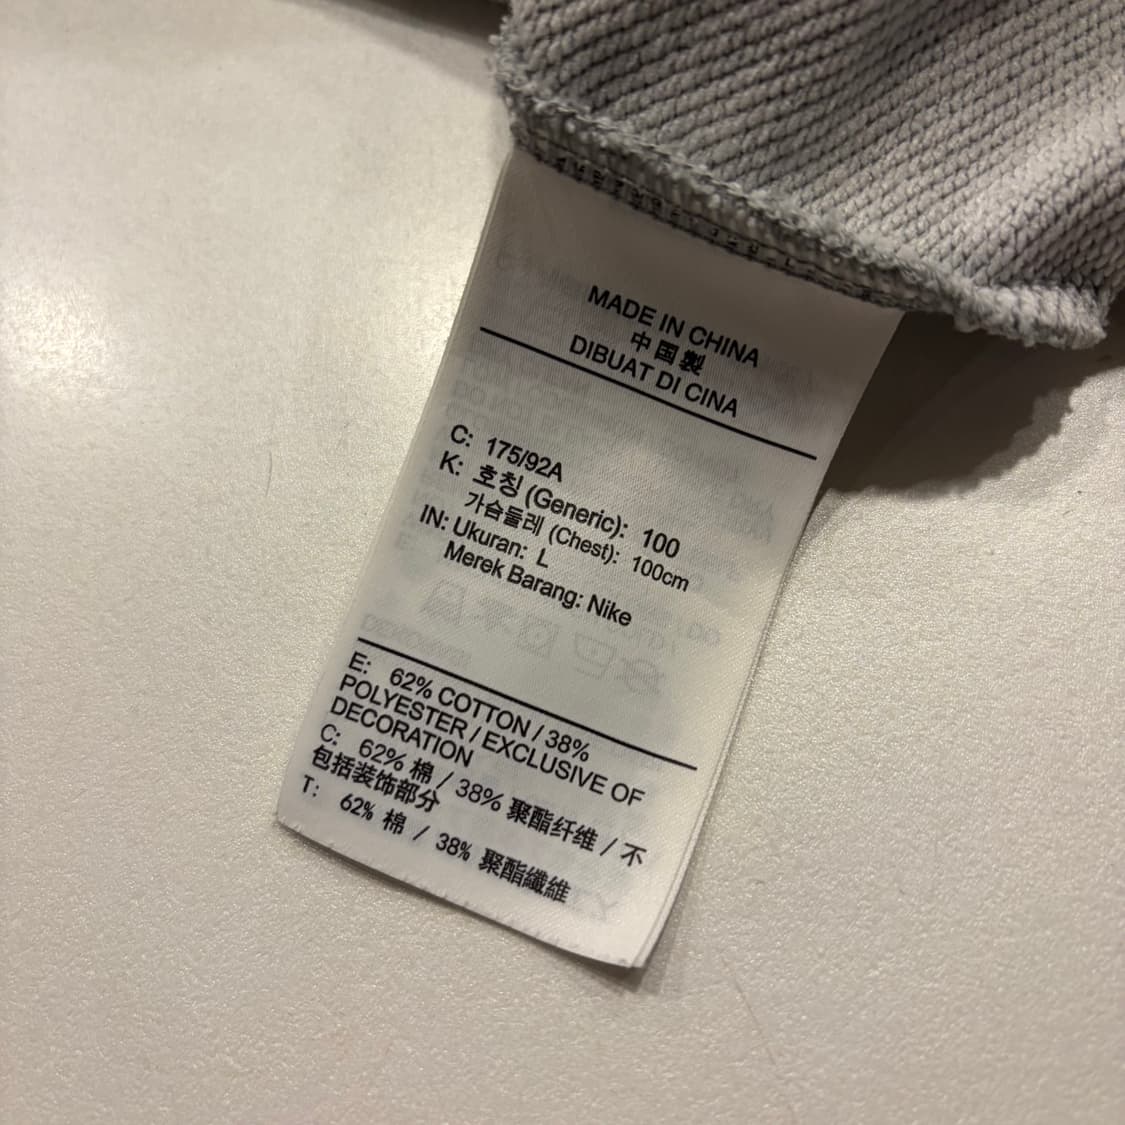 MADE IN CHINA
中国製
DIBUAT DI CINA
C: 175/92A
K: 호칭 (Generic): 100
가슴둘레 (Chest): 100cm
IN: Ukuran: L
Merek Barang: Nike
E: 62% COTTON / 38%
POLYESTER / EXCLUSIVE OF
DECORATION
C: 62% 棉 / 38% 聚酯纤维 / 不
包括装饰部分
T: 62% 棉 / 38% 聚酯纖維